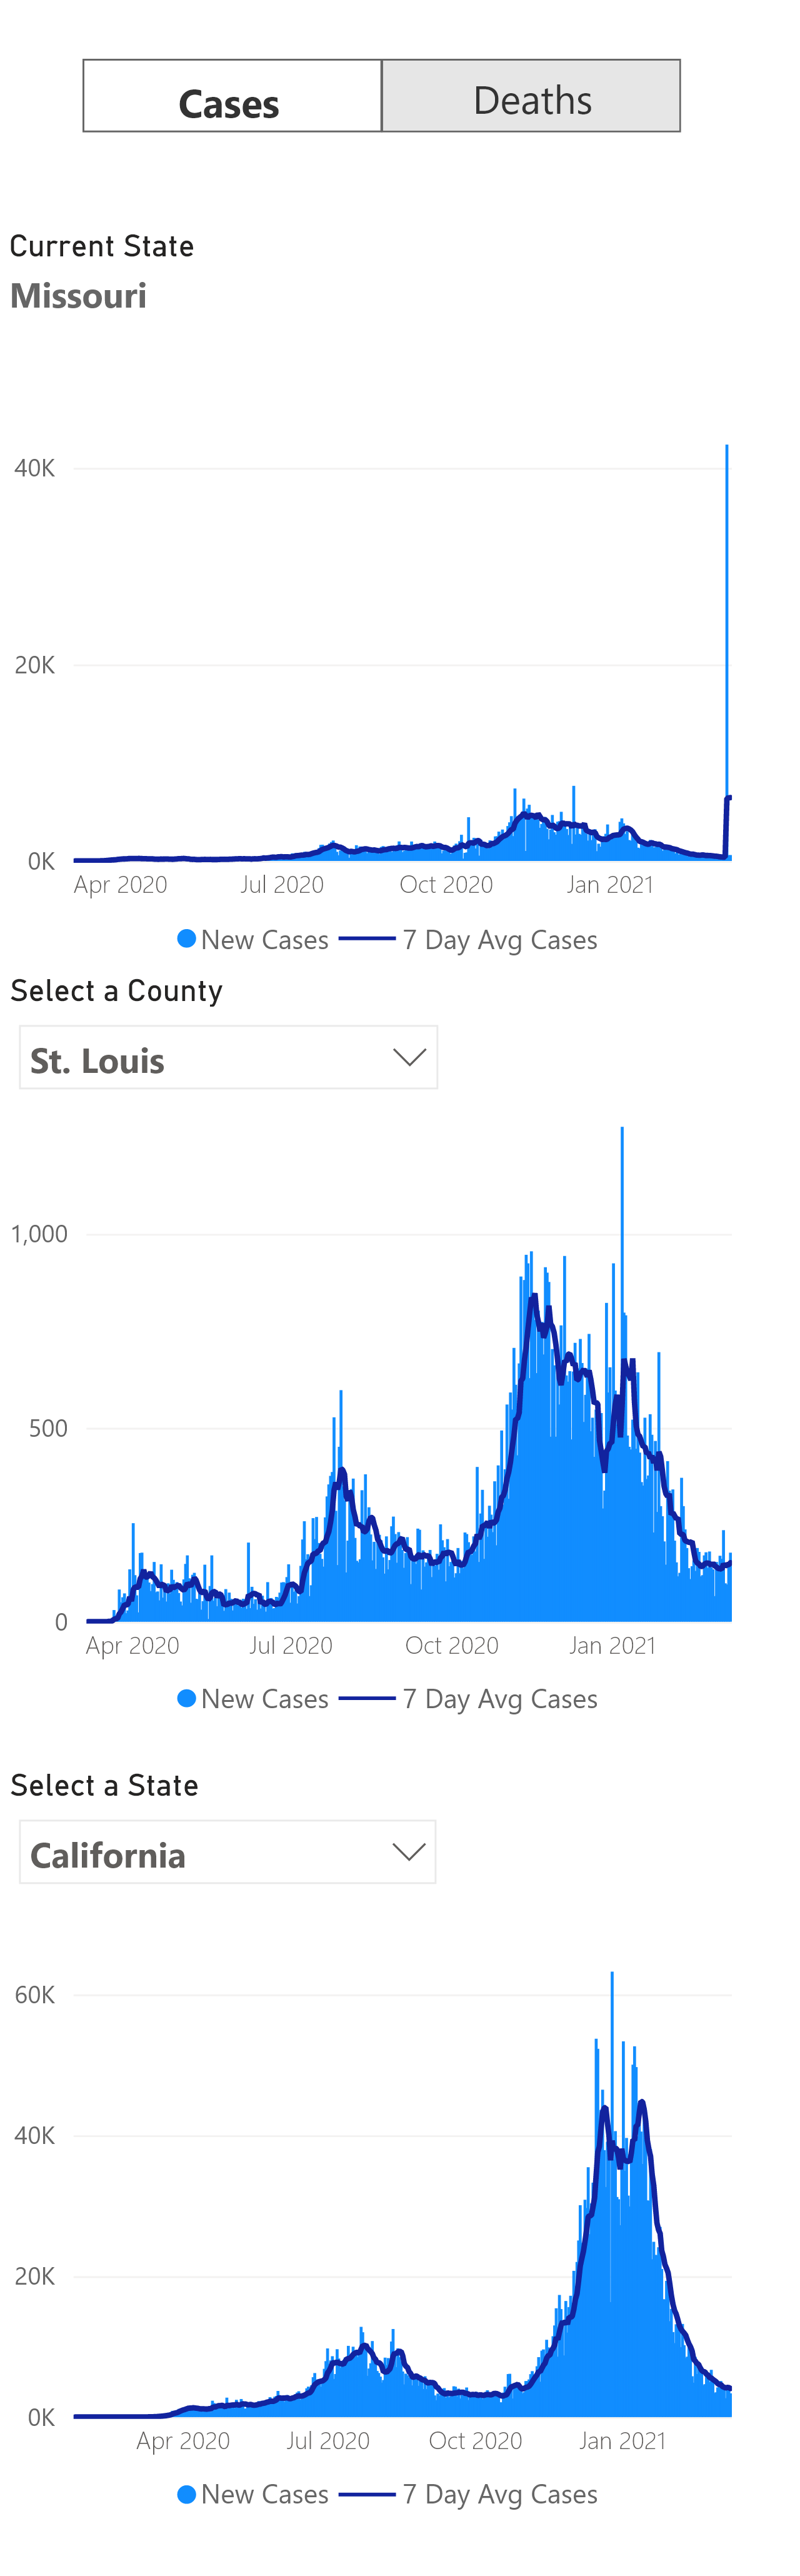 Cases Deaths
Current State
Missouri
40K
20K
0K
Apr 2020 Jul 2020 Oct 2020 Jan 2021
New Cases 7 Day Avg Cases
Select a County
St. Louis
1,000
500
0
Apr 2020 Jul 2020 Oct 2020 Jan 2021
New Cases 7 Day Avg Cases
Select a State
California
60K
40K
20K
0K
Apr 2020 Jul 2020 Oct 2020 Jan 2021
New Cases 7 Day Avg Cases